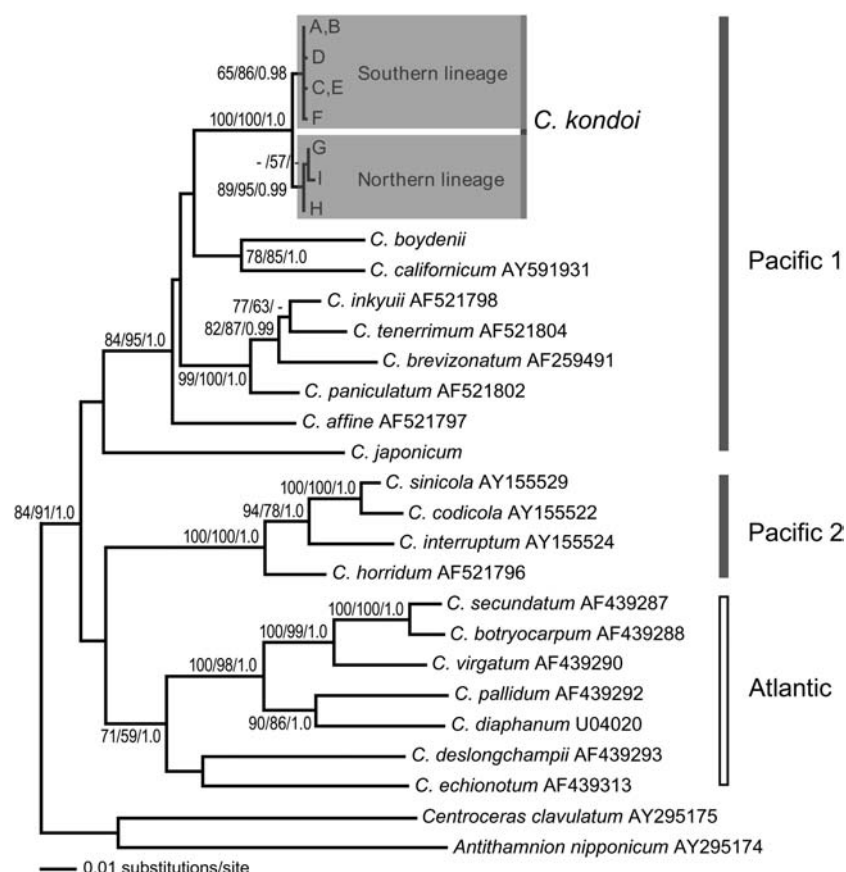 A,B
65/86/0.98
D
Southern lineage
C,E
100/100/1.0
F
C. kondoi
G
- /57/ -
I
Northern lineage
89/95/0.99
H
C. boydenii
78/85/1.0
C. californicum AY591931
Pacific 1
77/63/ -
C. inkyuii AF521798
82/87/0.99
C. tenerrimum AF521804
84/95/1.0
C. brevizonatum AF259491
99/100/1.0
C. paniculatum AF521802
C. affine AF521797
C. japonicum
100/100/1.0
C. sinicola AY155529
84/91/1.0
94/78/1.0
C. codicola AY155522
100/100/1.0
C. interruptum AY155524
Pacific 2
C. horridum AF521796
100/100/1.0
C. secundatum AF439287
100/99/1.0
C. botryocarpum AF439288
100/98/1.0
C. virgatum AF439290
C. pallidum AF439292
Atlantic
90/86/1.0
C. diaphanum U04020
71/59/1.0
C. deslongchampii AF439293
C. echionotum AF439313
Centroceras clavulatum AY295175
Antithamnion nipponicum AY295174
0.01 substitutions/site